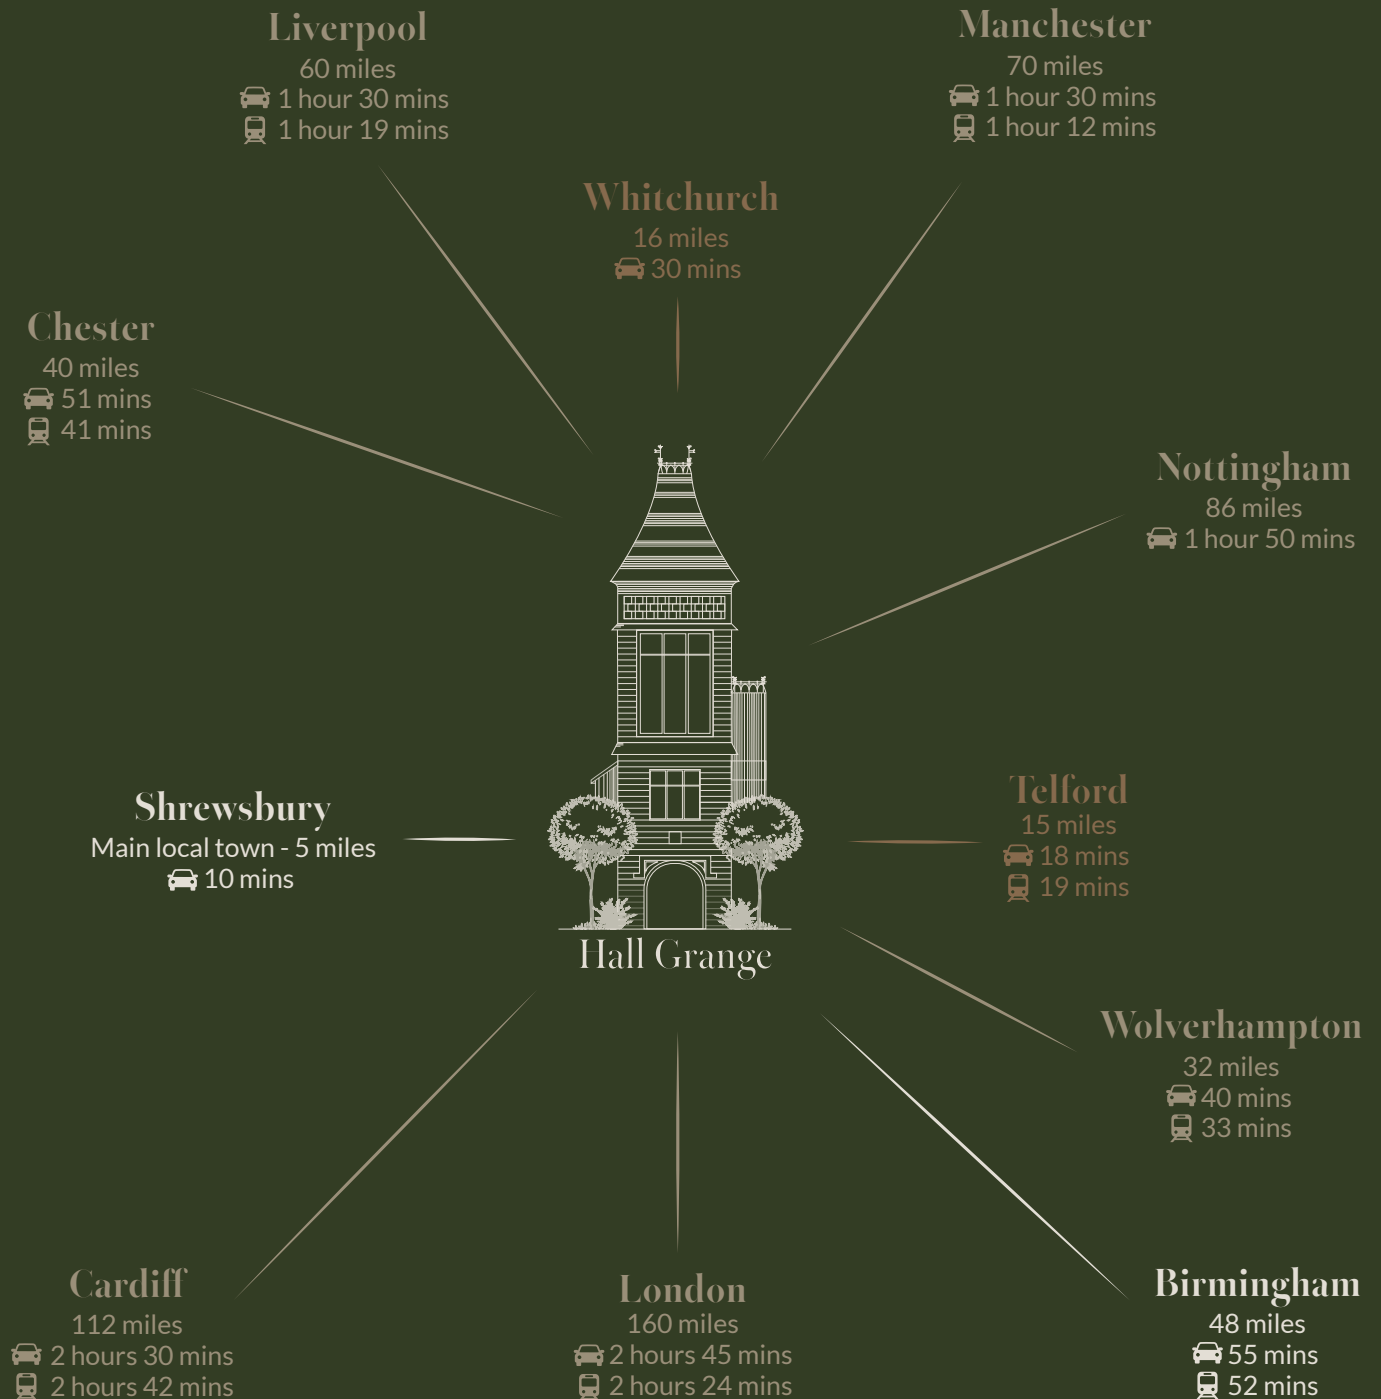 Liverpool
60 miles
1 hour 30 mins
1 hour 19 mins
Manchester
70 miles
1 hour 30 mins
1 hour 12 mins
Whitchurch
16 miles
30 mins
Chester
40 miles
51 mins
41 mins
Nottingham
86 miles
1 hour 50 mins
Shrewsbury
Main local town - 5 miles
10 mins
Telford
15 miles
18 mins
19 mins
Hall Grange
Wolverhampton
32 miles
40 mins
33 mins
Cardiff
112 miles
2 hours 30 mins
2 hours 42 mins
London
160 miles
2 hours 45 mins
2 hours 24 mins
Birmingham
48 miles
55 mins
52 mins